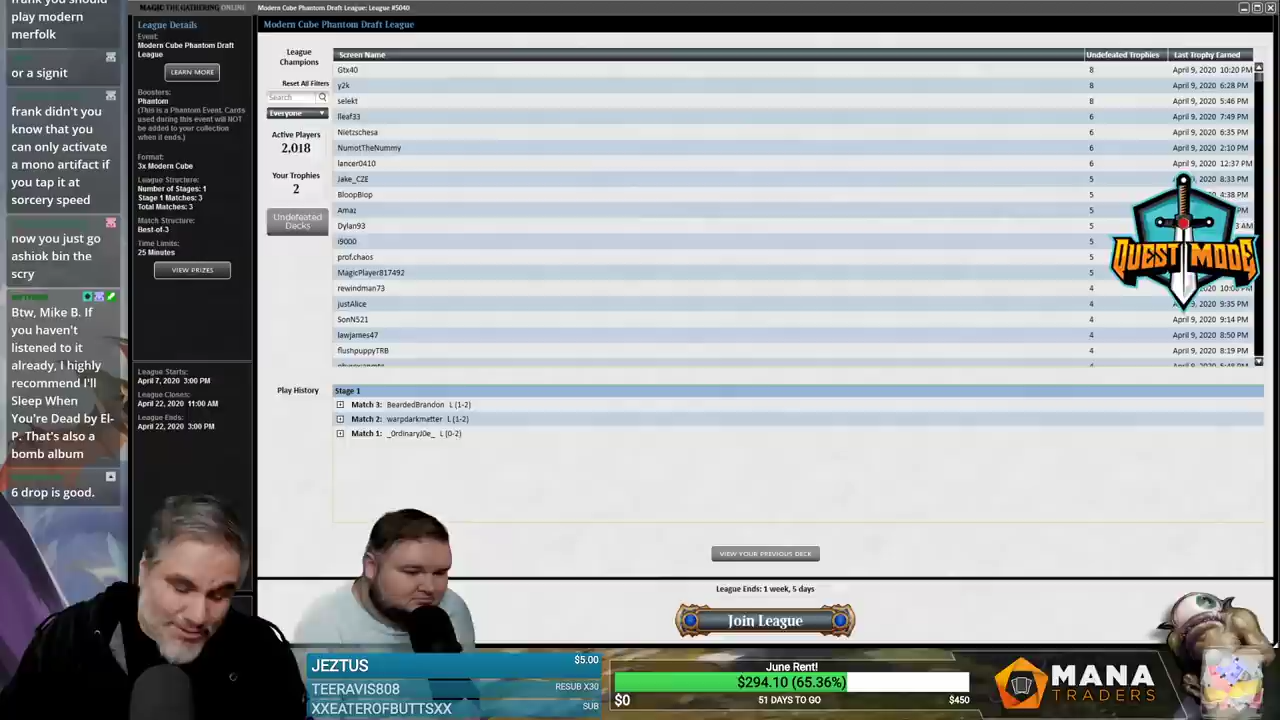 Thank you should
play modern
merfolk
or a signit
Frank didn't you
know that you
can only activate
a mono artifact if
you tap it at
sorcery speed
now you just go
ashiok bin the
scry
Btw, Mike B. If
you haven't
listened to it
already, I highly
recommend I'll
Sleep When
You're Dead by El-
P. That's also a
bomb album
6 drop is good.
MAGIC THE GATHERING ONLINE
Modern Cube Phantom Draft League: League #5040
League Details
Event:
Modern Cube Phantom Draft
League
LEARN MORE
Boosters:
Phantom
(This is a Phantom Event. Cards
used during this event will NOT
be added to your collection
when it ends.)
Format:
3x Modern Cube
League Structure:
Number of Stages: 1
Stage 1 Matches: 3
Total Matches: 3
Match Structure:
Best-of-3
Time Limits:
25 Minutes
VIEW PRIZES
League Starts:
April 7, 2020 3:00 PM
League Closes:
April 22, 2020 11:00 AM
League Ends:
April 22, 2020 3:00 PM
Modern Cube Phantom Draft League
League
Champions
Reset All Filters
Search
Everyone
Active Players
2,018
Your Trophies
2
Undefeated
Decks
Screen Name Undefeated Trophies Last Trophy Earned
Gtx40 8 April 9, 2020 10:20 PM
y2k 8 April 9, 2020 6:28 PM
selekt 8 April 9, 2020 5:46 PM
lleaf33 6 April 9, 2020 7:49 PM
Nietzschesa 6 April 9, 2020 6:35 PM
NumotTheNummy 6 April 9, 2020 2:10 PM
lancer0410 6 April 9, 2020 12:37 PM
Jake_CZE 5 April 9, 2020 8:33 PM
BloopBlop 5 4:38 PM
Amaz 5 PM
Dylan93 5 3 AM
i9000 5
prof.chaos 5
MagicPlayer817492 5
rewindman73 4 PM
justAlice 4 April 9, 2020 9:35 PM
SonN521 4 April 9, 2020 9:14 PM
lawjames47 4 April 9, 2020 8:50 PM
flushpuppyTRB 4 April 9, 2020 8:19 PM
QUEST MODE
Play History
Stage 1
Match 3: BeardedBrandon L (1-2)
Match 2: warpdarkmatter L (1-2)
Match 1: _0rdinaryJ0e_ L (0-2)
VIEW YOUR PREVIOUS DECK
League Ends: 1 week, 5 days
Join League
JEZTUS $5.00
TEERAVIS808 RESUB X30
XXEATEROFBUTTSXX SUB
June Rent!
$294.10 (65.36%)
$0 51 DAYS TO GO $450
MANA
TRADERS